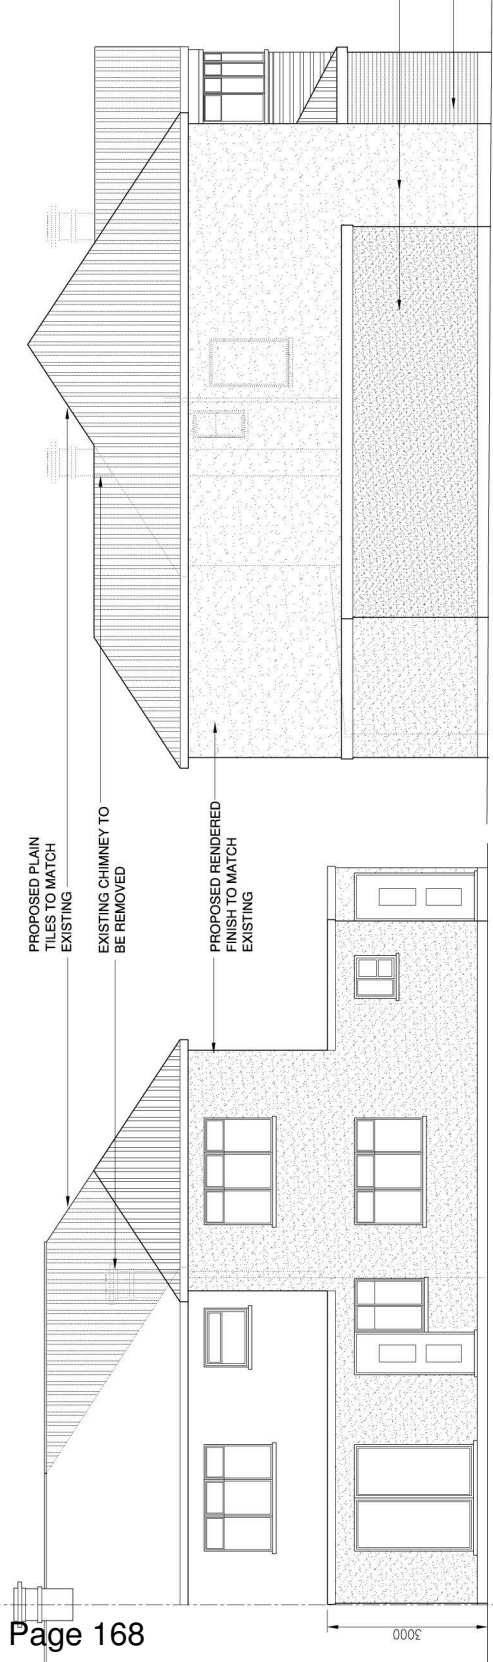 PROPOSED PLAIN
TILES TO MATCH
EXISTING
EXISTING CHIMNEY TO
BE REMOVED
PROPOSED RENDERED
FINISH TO MATCH
EXISTING
3000
Page 168